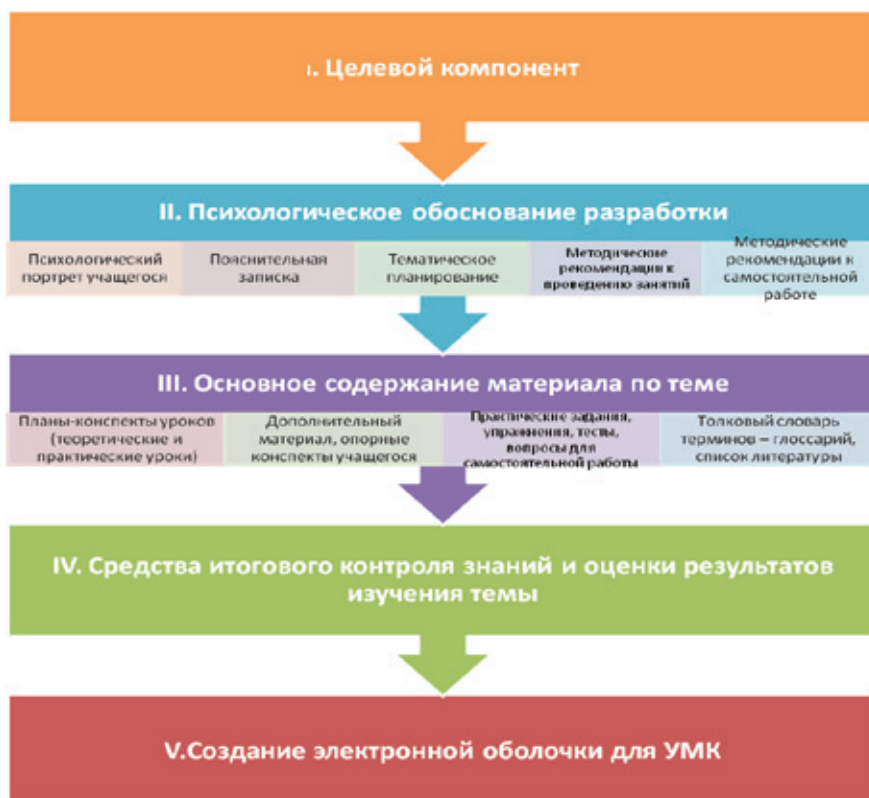 I. Целевой компонент
II. Психологическое обоснование разработки
Психологический
портрет учащегося
Пояснительная
записка
Тематическое
планирование
Методические
рекомендации к
проведению занятий
Методические
рекомендации к
самостоятельной
работе
III. Основное содержание материала по теме
Планы-конспекты уроков
(теоретические и
практические уроки)
Дополнительный
материал, опорные
конспекты учащегося
Практические задания,
упражнения, тесты,
вопросы для
самостоятельной работы
Толковый словарь
терминов – глоссарий,
список литературы
IV. Средства итогового контроля знаний и оценки результатов
изучения темы
V.Создание электронной оболочки для УМК